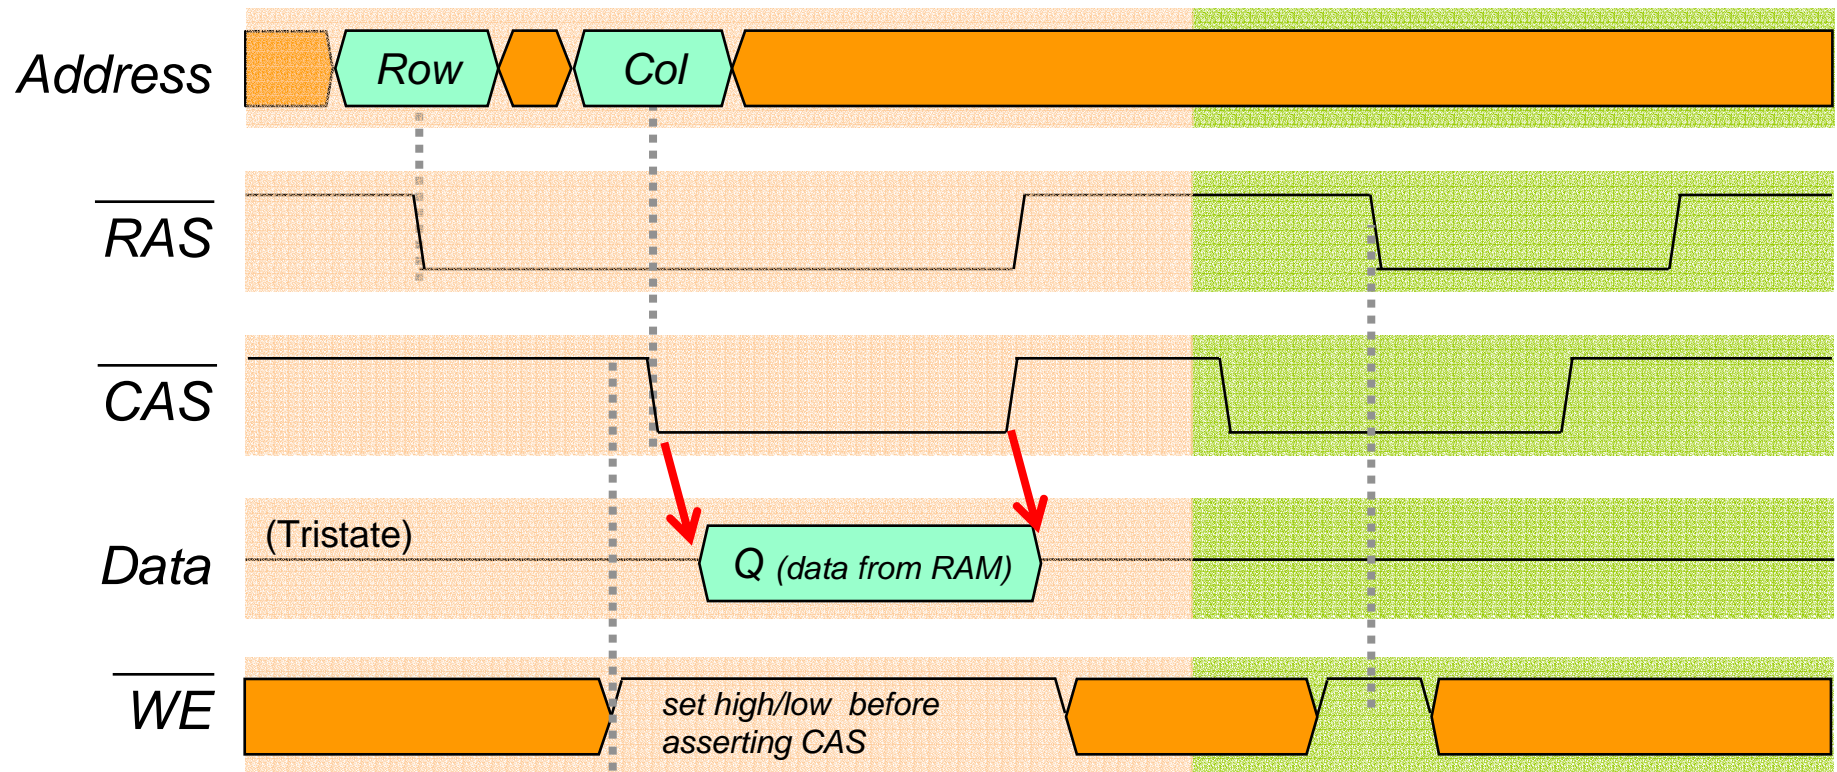 Address
Row
Col
RAS
CAS
Data
(Tristate)
Q (data from RAM)
WE
set high/low before
asserting CAS